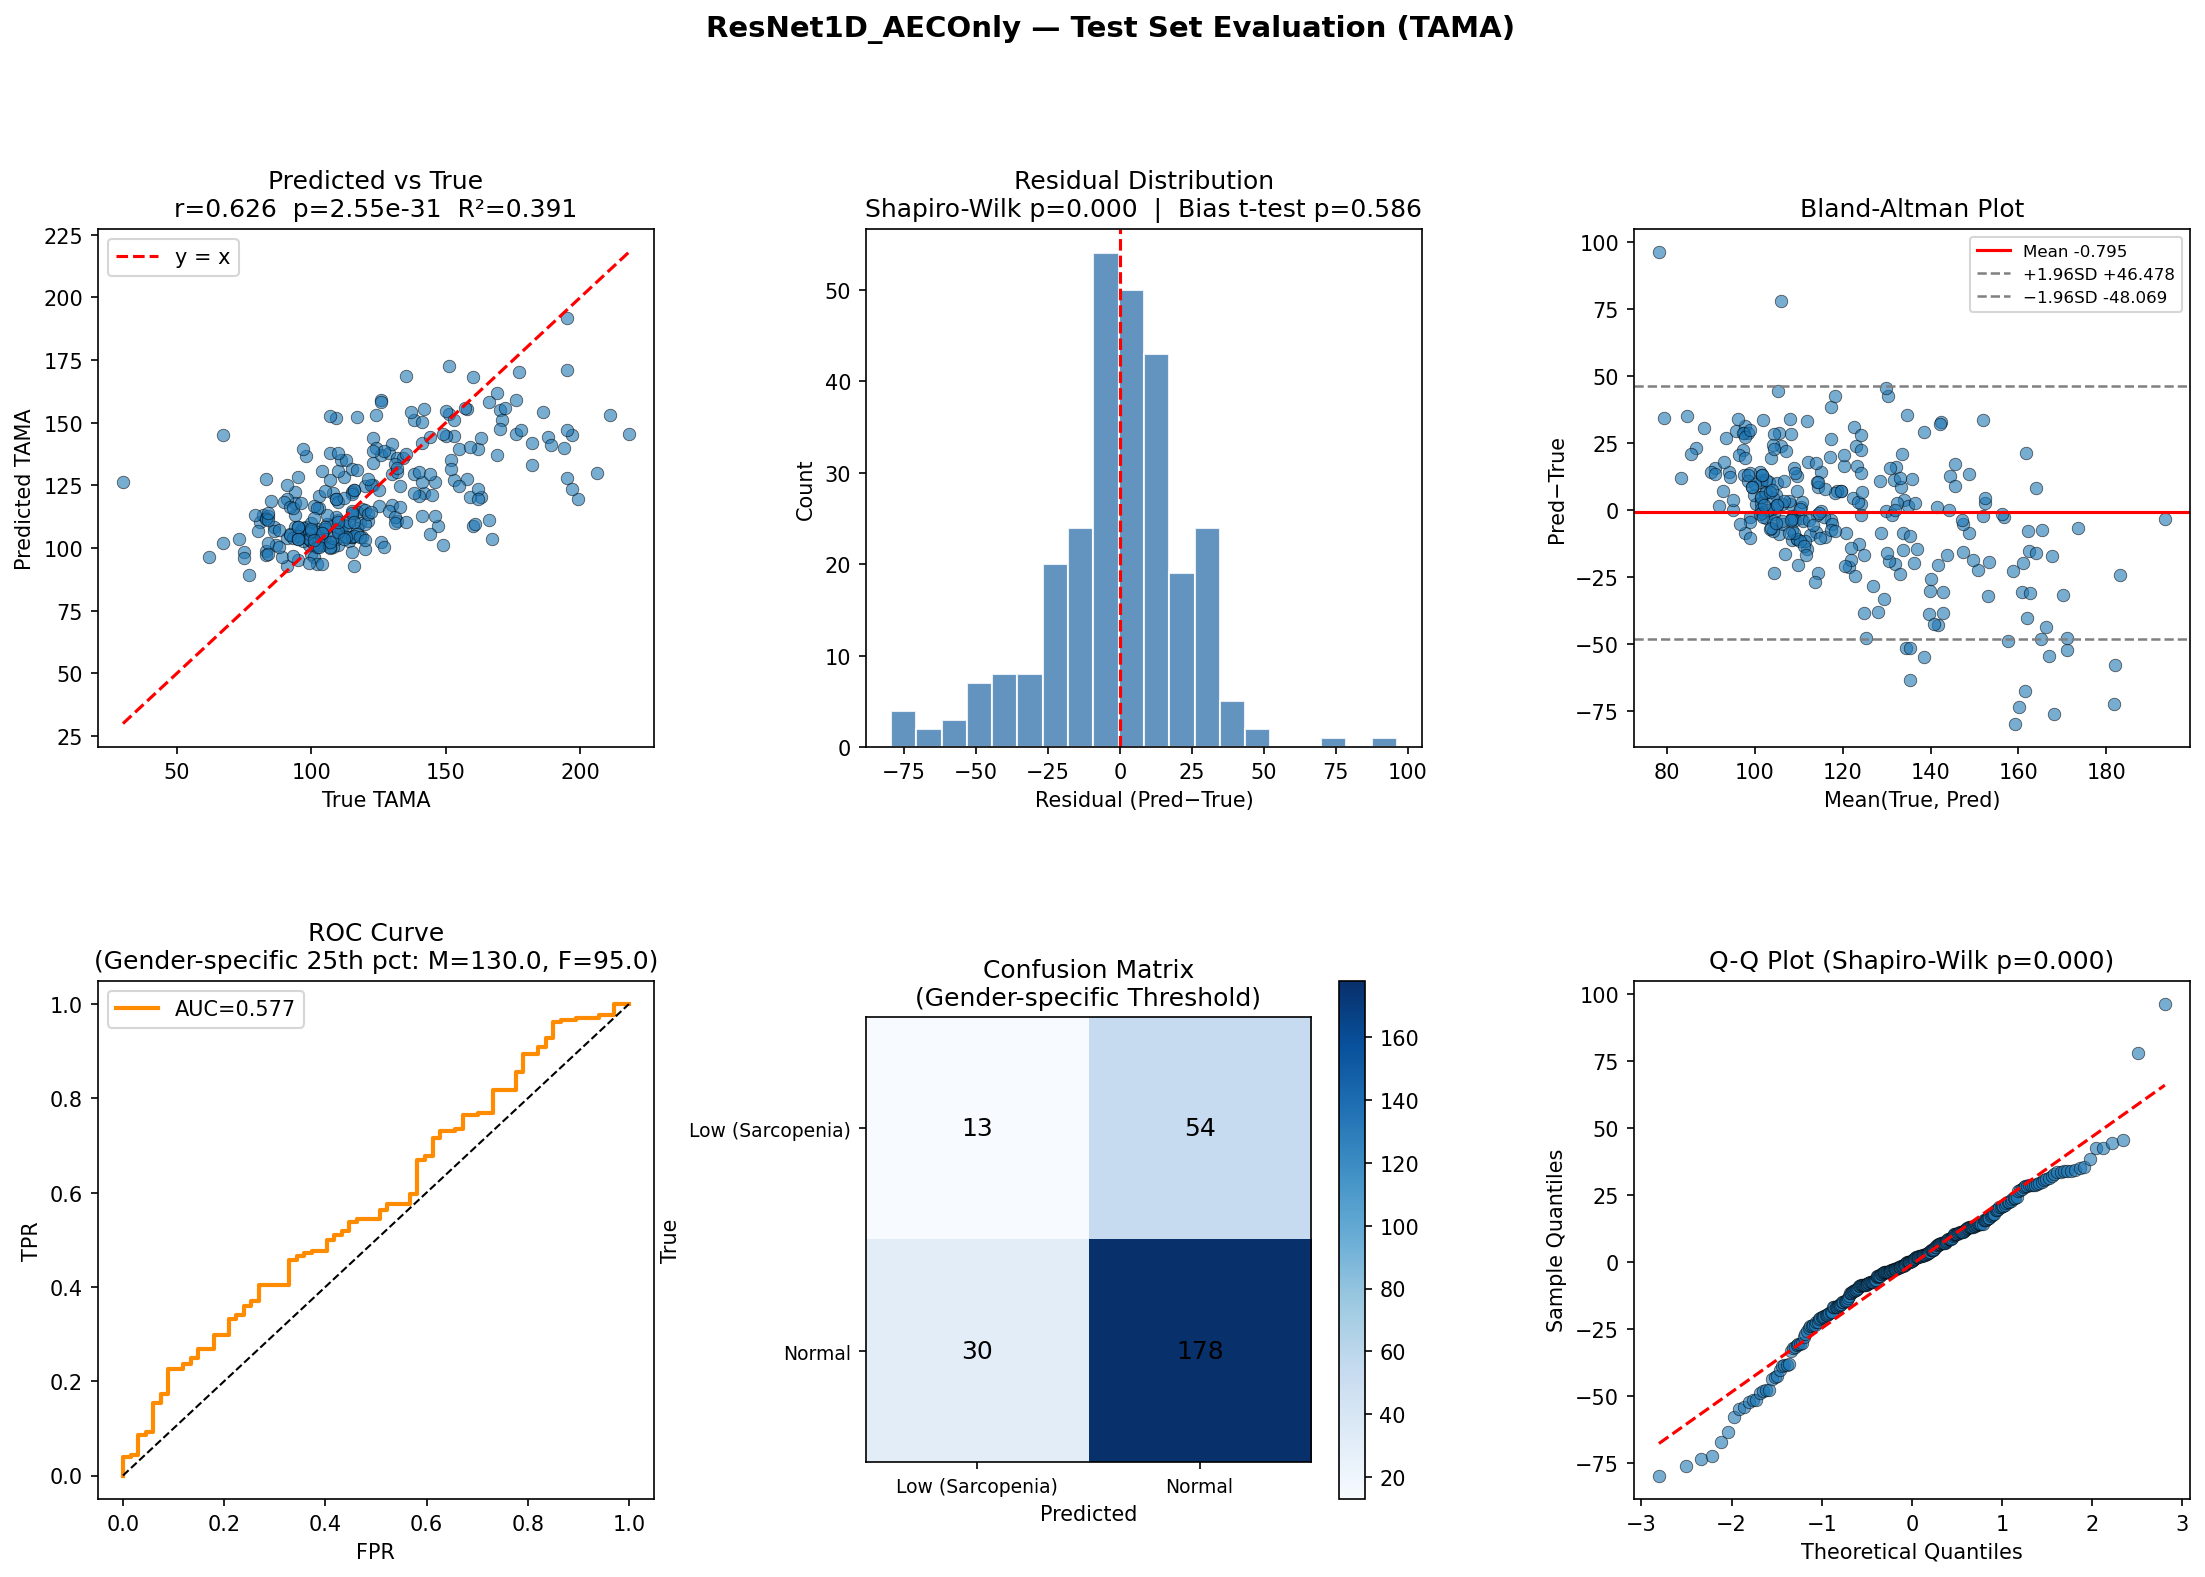 ResNet1D_AECOnly — Test Set Evaluation (TAMA)
Predicted vs True
r=0.626  p=2.55e-31  R²=0.391
y = x
225
200
175
150
125
100
75
50
25
50
100
150
200
Predicted TAMA
True TAMA
Residual Distribution
Shapiro-Wilk p=0.000  |  Bias t-test p=0.586
50
40
30
20
10
0
−75
−50
−25
0
25
50
75
100
Count
Residual (Pred−True)
Bland-Altman Plot
Mean -0.795
+1.96SD +46.478
−1.96SD -48.069
100
75
50
25
0
−25
−50
−75
80
100
120
140
160
180
Pred−True
Mean(True, Pred)
ROC Curve
(Gender-specific 25th pct: M=130.0, F=95.0)
AUC=0.577
1.0
0.8
0.6
0.4
0.2
0.0
0.0
0.2
0.4
0.6
0.8
1.0
TPR
FPR
Confusion Matrix
(Gender-specific Threshold)
True
Low (Sarcopenia)
13
54
Normal
30
178
Low (Sarcopenia)
Normal
Predicted
160
140
120
100
80
60
40
20
Q-Q Plot (Shapiro-Wilk p=0.000)
100
75
50
25
0
−25
−50
−75
−3
−2
−1
0
1
2
3
Sample Quantiles
Theoretical Quantiles